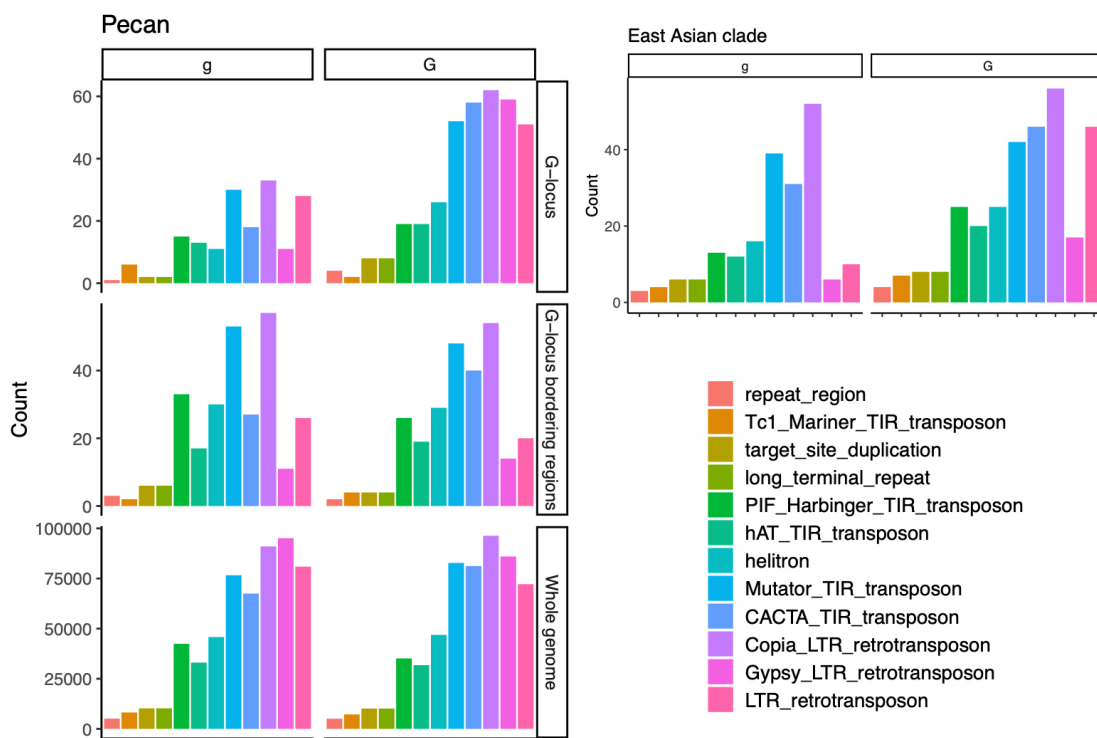 Pecan
g
G
Count
60
40
20
0
G-locus
40
20
0
G-locus bordering regions
100000
75000
50000
25000
0
Whole genome
East Asian clade
g
G
Count
40
20
0
repeat_region
Tc1_Mariner_TIR_transposon
target_site_duplication
long_terminal_repeat
PIF_Harbinger_TIR_transposon
hAT_TIR_transposon
helitron
Mutator_TIR_transposon
CACTA_TIR_transposon
Copia_LTR_retrotransposon
Gypsy_LTR_retrotransposon
LTR_retrotransposon